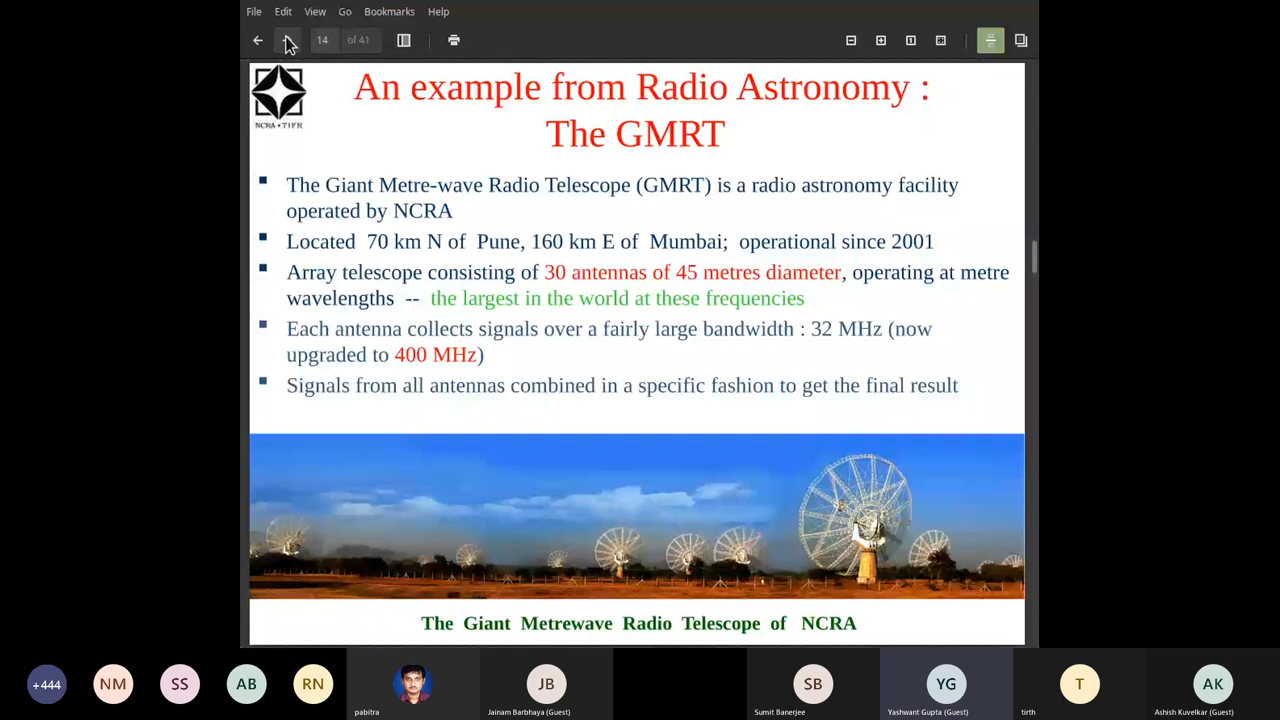 File Edit View Go Bookmarks Help
14 of 41
NCRA • TIFR
An example from Radio Astronomy :
The GMRT
The Giant Metre-wave Radio Telescope (GMRT) is a radio astronomy facility
operated by NCRA
Located 70 km N of Pune, 160 km E of Mumbai; operational since 2001
Array telescope consisting of 30 antennas of 45 metres diameter, operating at metre
wavelengths -- the largest in the world at these frequencies
Each antenna collects signals over a fairly large bandwidth : 32 MHz (now
upgraded to 400 MHz)
Signals from all antennas combined in a specific fashion to get the final result
The Giant Metrewave Radio Telescope of NCRA
+444 NM SS AB RN JB SB YG T AK
pabitra Jainam Barbhaya (Guest) Sumit Banerjee Yashwant Gupta (Guest) tirth Ashish Kuvelkar (Guest)